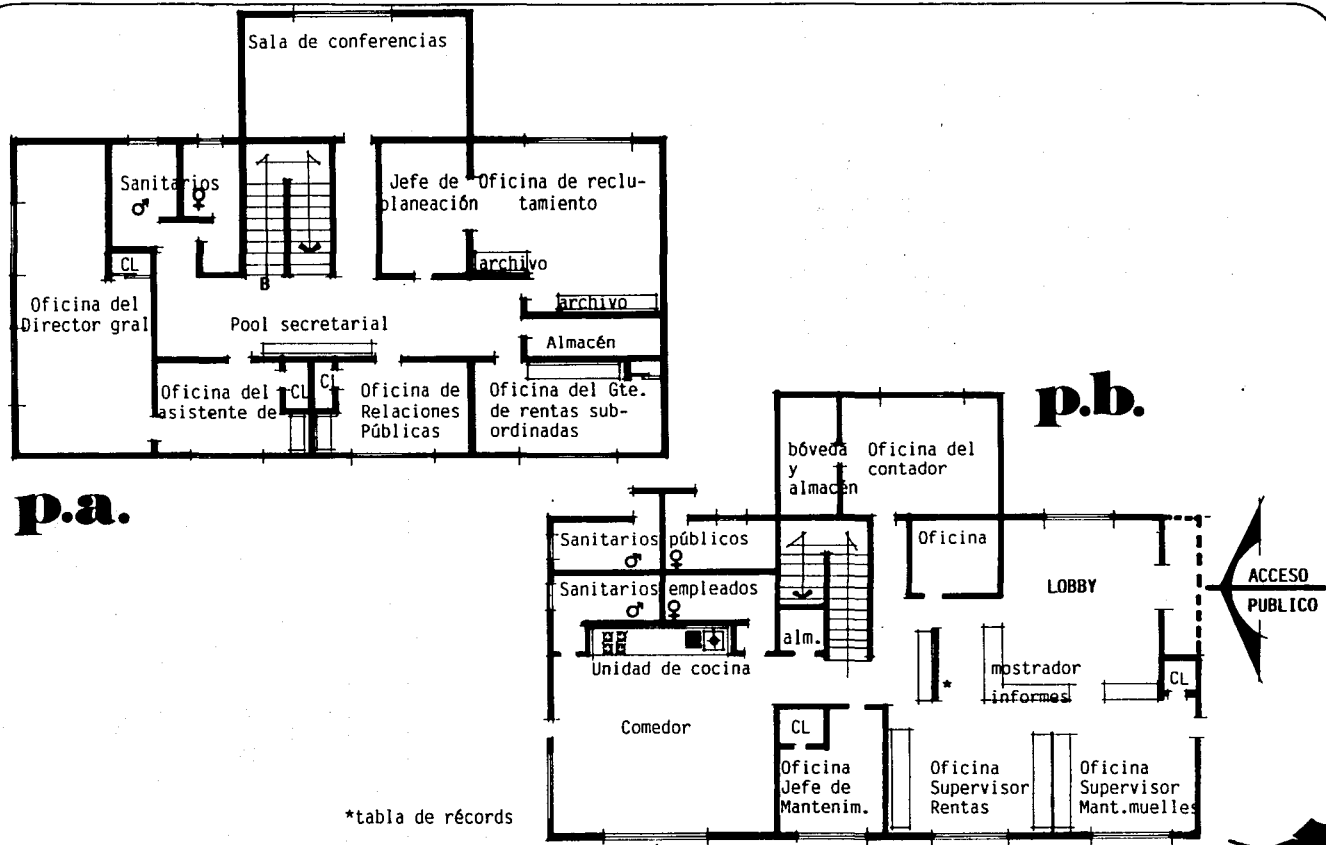 Sala de conferencias
Sanitarios
♂ ♀
Jefe de
planeación
Oficina de reclu-
tamiento
CL
archivo
B
archivo
Oficina del
Director gral
Pool secretarial
Almacén
Oficina del
asistente de
CL
CL
Oficina de
Relaciones
Públicas
Oficina del Gte.
de rentas sub-
ordinadas
p.a.
p.b.
bóveda
y
almacén
Oficina del
contador
Sanitarios públicos
♂ ♀
Oficina
Sanitarios empleados
♂ ♀
LOBBY
ACCESO
PUBLICO
alm.
Unidad de cocina
*
mostrador
informes
CL
Comedor
CL
Oficina
Jefe de
Mantenim.
Oficina
Supervisor
Rentas
Oficina
Supervisor
Mant.muelles
*tabla de récords